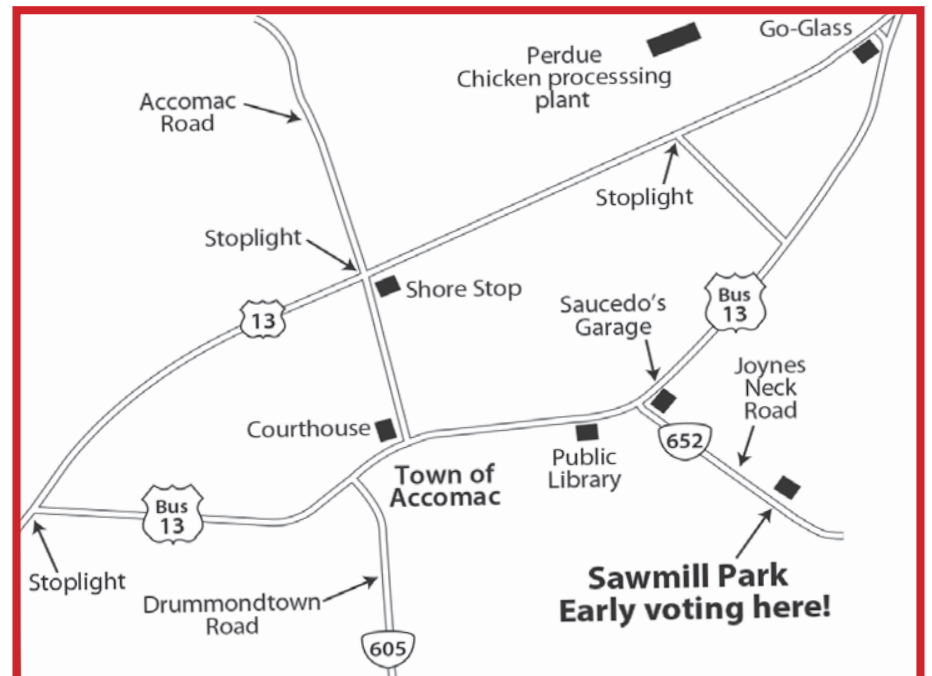 Go-Glass
Perdue
Chicken processsing
plant
Accomac
Road
Stoplight
Stoplight
Shore Stop
13
Saucedo's
Garage
Bus
13
Joynes
Neck
Road
Courthouse
652
Public
Library
Town of
Accomac
Bus
13
Stoplight
Drummondtown
Road
Sawmill Park
Early voting here!
605